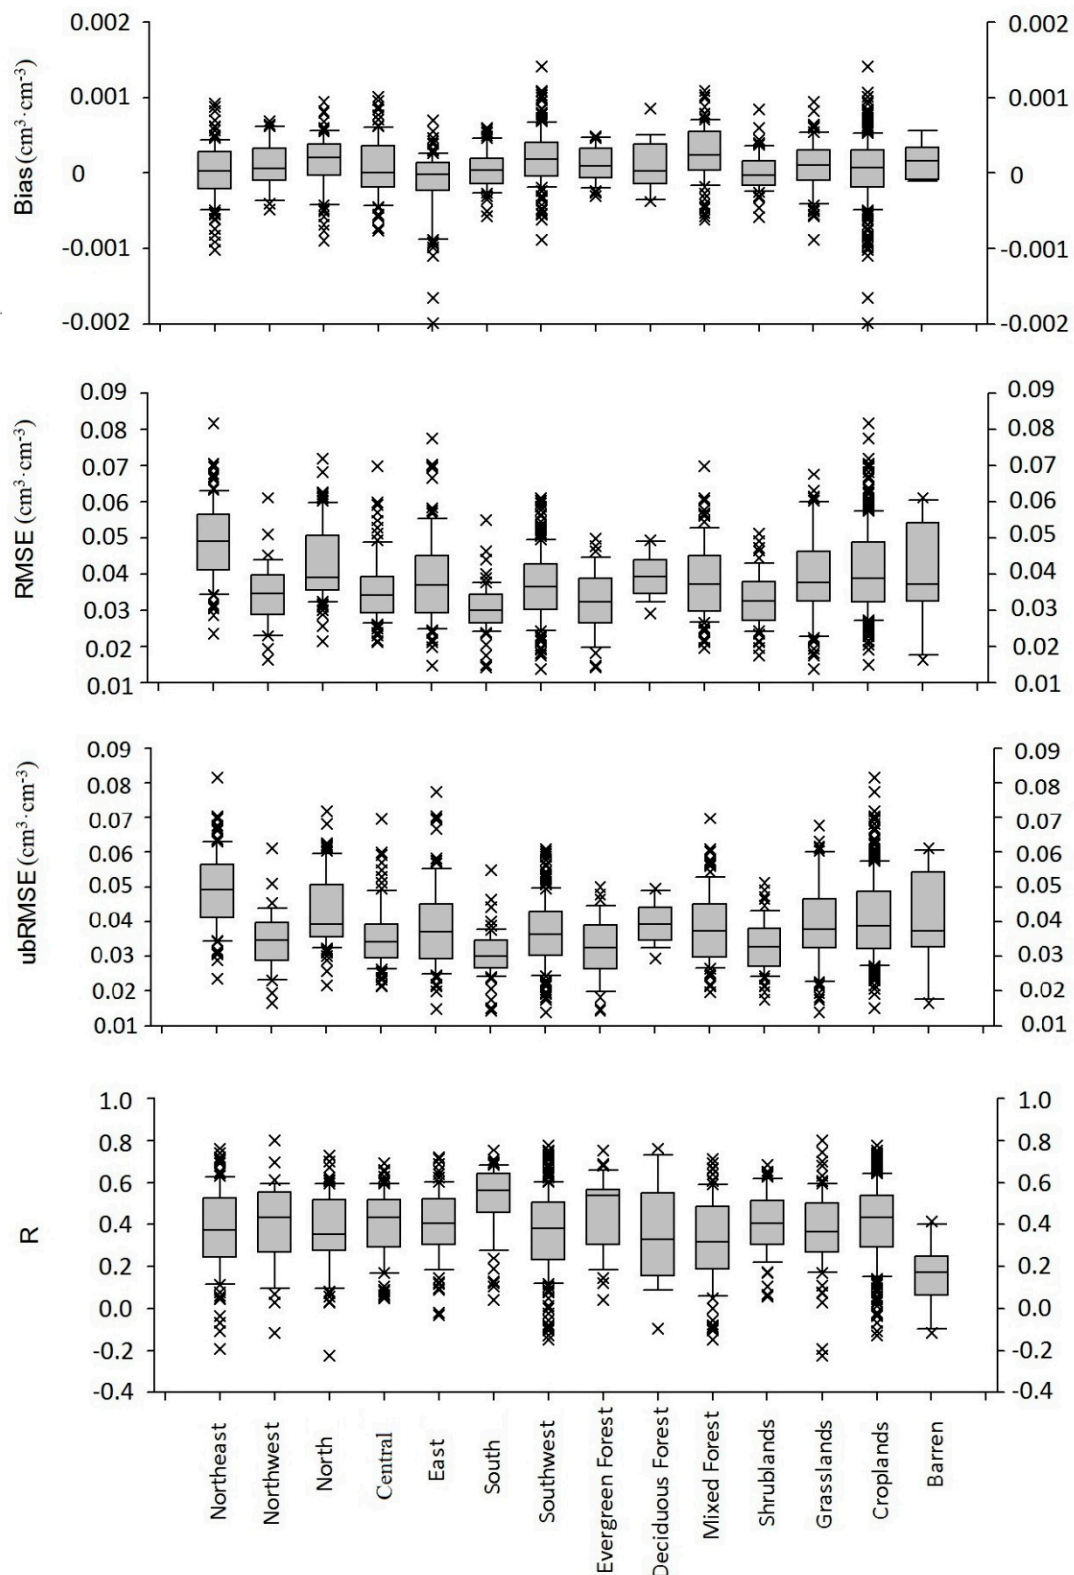 Bias (cm³·cm⁻³)
0.002 0.002
0.001 0.001
0 0
-0.001 -0.001
-0.002 -0.002
RMSE (cm³·cm⁻³)
0.09 0.09
0.08 0.08
0.07 0.07
0.06 0.06
0.05 0.05
0.04 0.04
0.03 0.03
0.02 0.02
0.01 0.01
ubRMSE (cm³·cm⁻³)
0.09 0.09
0.08 0.08
0.07 0.07
0.06 0.06
0.05 0.05
0.04 0.04
0.03 0.03
0.02 0.02
0.01 0.01
R
1.0 1.0
0.8 0.8
0.6 0.6
0.4 0.4
0.2 0.2
0.0 0.0
-0.2 -0.2
-0.4 -0.4
Northeast
Northwest
North
Central
East
South
Southwest
Evergreen Forest
Deciduous Forest
Mixed Forest
Shrublands
Grasslands
Croplands
Barren